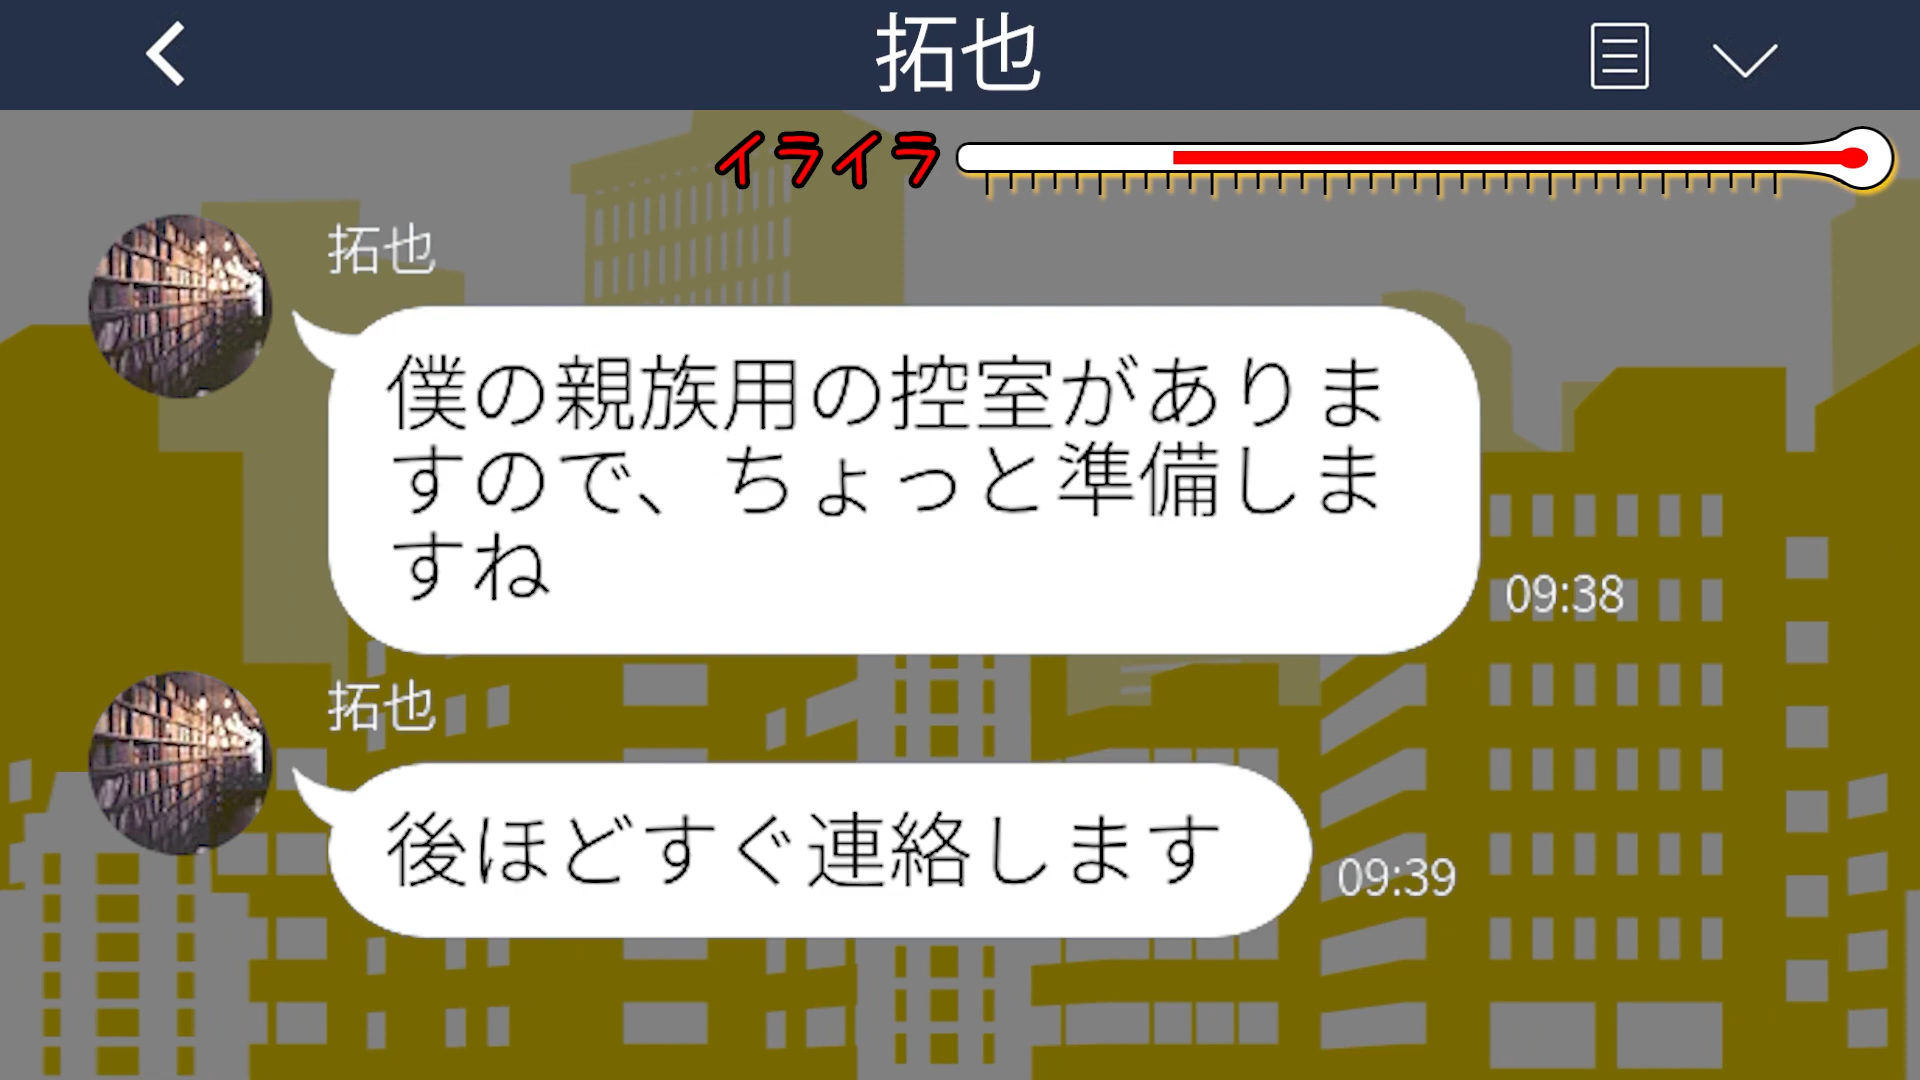 拓也
イライラ
拓也
僕の親族用の控室がありま
すので、ちょっと準備しま
すね
09:38
拓也
後ほどすぐ連絡します
09:39